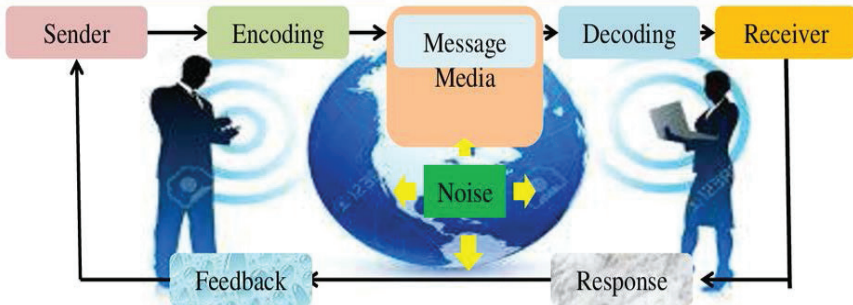 Sender
Encoding
Message
Media
Decoding
Receiver
Noise
Feedback
Response